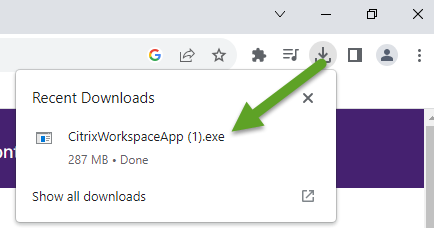 Recent Downloads
CitrixWorkspaceApp (1).exe
287 MB • Done
Show all downloads